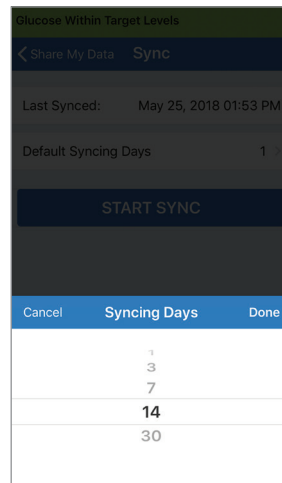 Glucose Within Target Levels
Share My Data Sync
Last Synced: May 25, 2018 01:53 PM
Default Syncing Days 1
START SYNC
Cancel Syncing Days Done
1
3
7
14
30